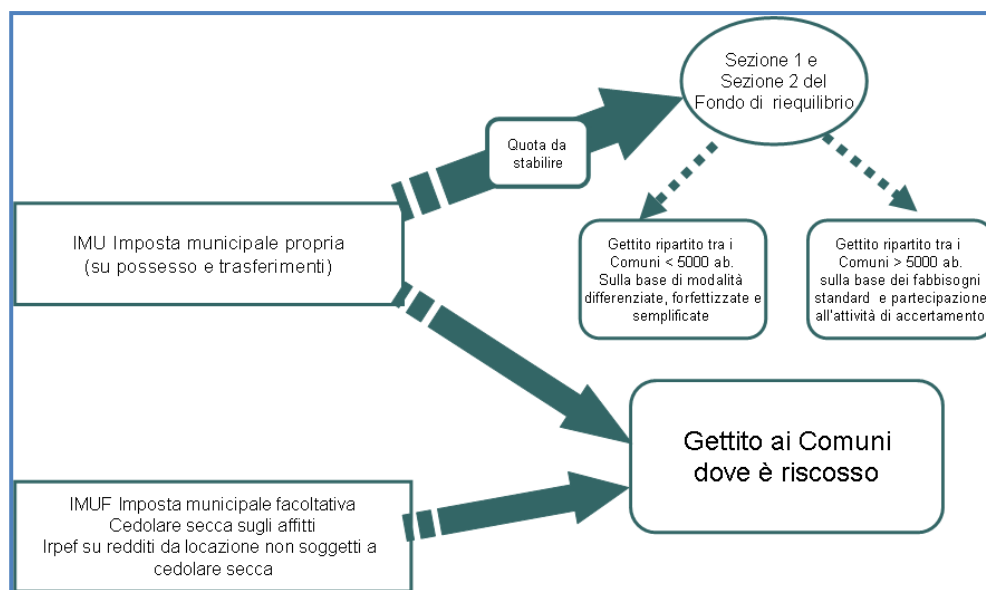 Sezione 1 e
Sezione 2 del
Fondo di riequilibrio
Quota da
stabilire
IMU Imposta municipale propria
(su possesso e trasferimenti)
Gettito ripartito tra i
Comuni < 5000 ab.
Sulla base di modalità
differenziate, forfettizzate e
semplificate
Gettito ripartito tra i
Comuni > 5000 ab.
sulla base dei fabbisogni
standard e partecipazione
all'attività di accertamento
Gettito ai Comuni
dove è riscosso
IMUF Imposta municipale facoltativa
Cedolare secca sugli affitti
Irpef su redditi da locazione non soggetti a
cedolare secca